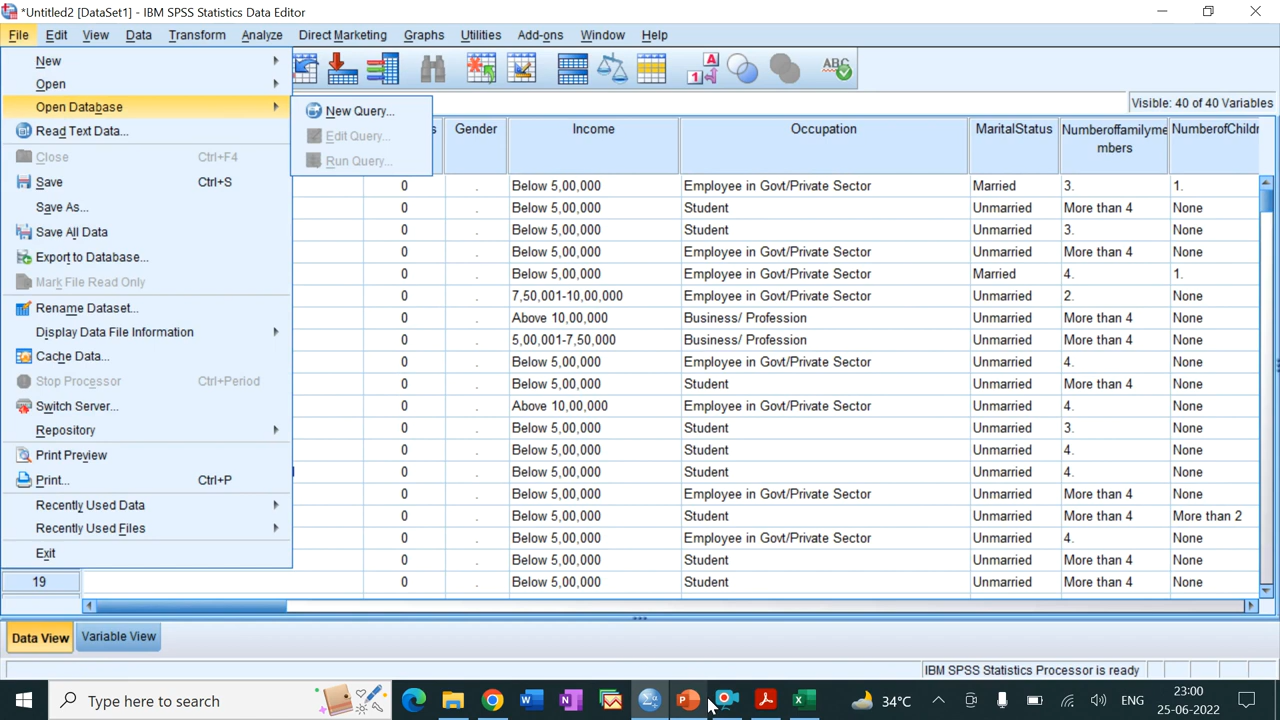 *Untitled2 [DataSet1] - IBM SPSS Statistics Data Editor
File Edit View Data Transform Analyze Direct Marketing Graphs Utilities Add-ons Window Help
New
Open
Open Database
Read Text Data...
Close Ctrl+F4
Save Ctrl+S
Save As...
Save All Data
Export to Database...
Mark File Read Only
Rename Dataset...
Display Data File Information
Cache Data...
Stop Processor Ctrl+Period
Switch Server...
Repository
Print Preview
Print... Ctrl+P
Recently Used Data
Recently Used Files
Exit
New Query...
Edit Query...
Run Query...
Visible: 40 of 40 Variables
s Gender Income Occupation MaritalStatus Numberoffamilyme NumberofChildr
mbers
0 . Below 5,00,000 Employee in Govt/Private Sector Married 3. 1.
0 . Below 5,00,000 Student Unmarried More than 4 None
0 . Below 5,00,000 Student Unmarried 3. None
0 . Below 5,00,000 Employee in Govt/Private Sector Unmarried More than 4 None
0 . Below 5,00,000 Employee in Govt/Private Sector Married 4. 1.
0 . 7,50,001-10,00,000 Employee in Govt/Private Sector Unmarried 2. None
0 . Above 10,00,000 Business/ Profession Unmarried More than 4 None
0 . 5,00,001-7,50,000 Business/ Profession Unmarried More than 4 None
0 . Below 5,00,000 Employee in Govt/Private Sector Unmarried 4. None
0 . Below 5,00,000 Student Unmarried More than 4 None
0 . Above 10,00,000 Employee in Govt/Private Sector Unmarried 4. None
0 . Below 5,00,000 Student Unmarried 3. None
0 . Below 5,00,000 Student Unmarried 4. None
0 . Below 5,00,000 Student Unmarried 4. None
0 . Below 5,00,000 Employee in Govt/Private Sector Unmarried More than 4 None
0 . Below 5,00,000 Student Unmarried More than 4 More than 2
0 . Below 5,00,000 Employee in Govt/Private Sector Unmarried 4. None
0 . Below 5,00,000 Student Unmarried More than 4 None
19 0 . Below 5,00,000 Student Unmarried More than 4 None
Data View Variable View
IBM SPSS Statistics Processor is ready
Type here to search
34°C
ENG
23:00
25-06-2022